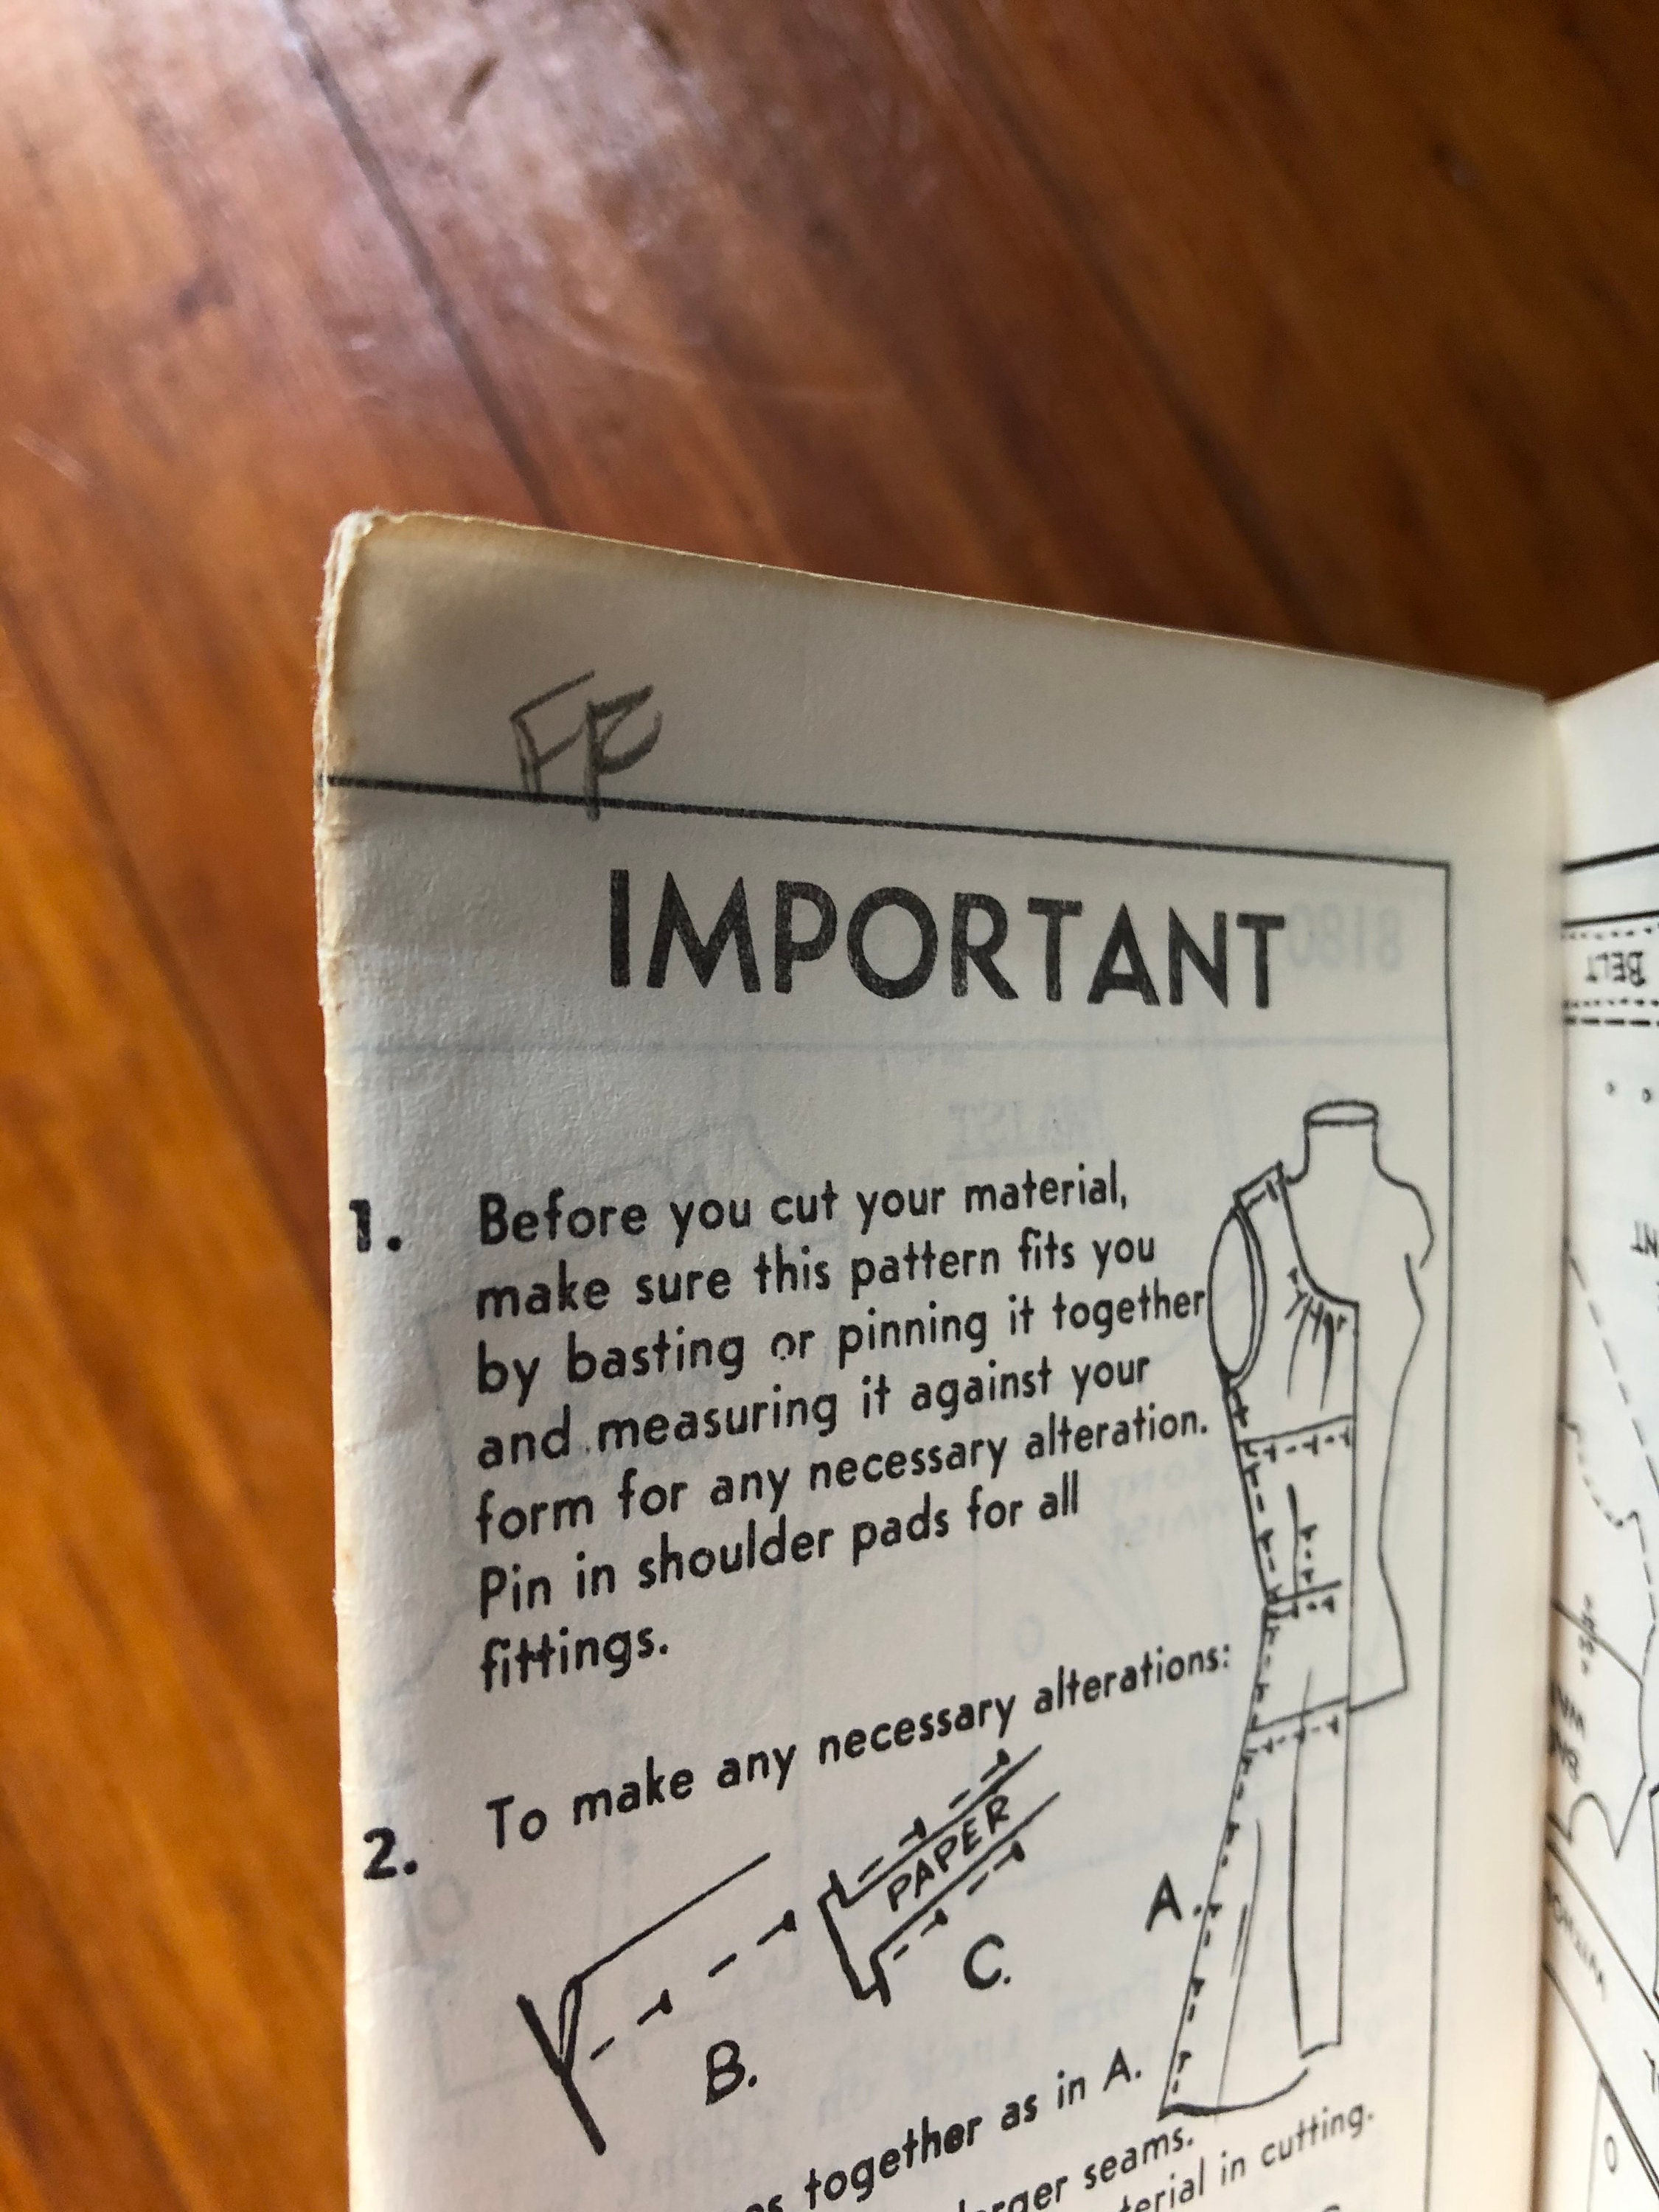 FF
IMPORTANT
8180
1. Before you cut your material,
make sure this pattern fits you
by basting or pinning it together
and measuring it against your
form for any necessary alteration.
Pin in shoulder pads for all
fittings.
2. To make any necessary alterations:
PAPER
A.
C.
B.
together as in A.
seams.
in cutting.
BELT